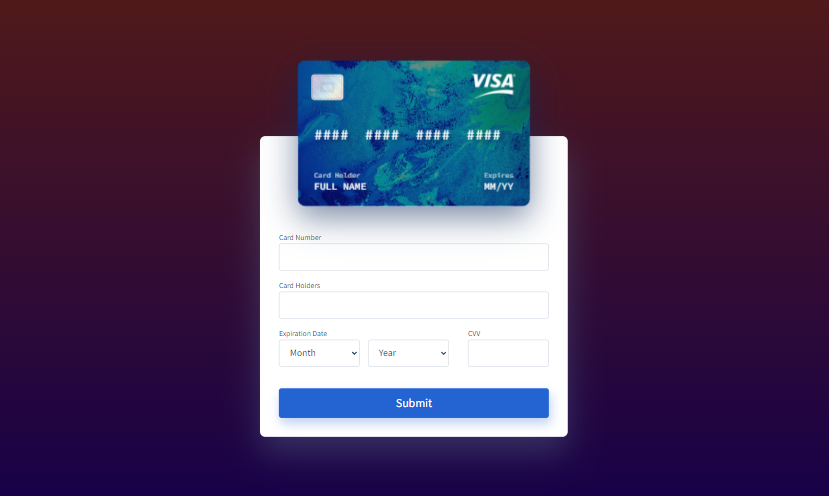 VISA
#### #### #### ####
Card Holder Expires
FULL NAME MM/YY
Card Number
Card Holders
Expiration Date CVV
Month Year
Submit